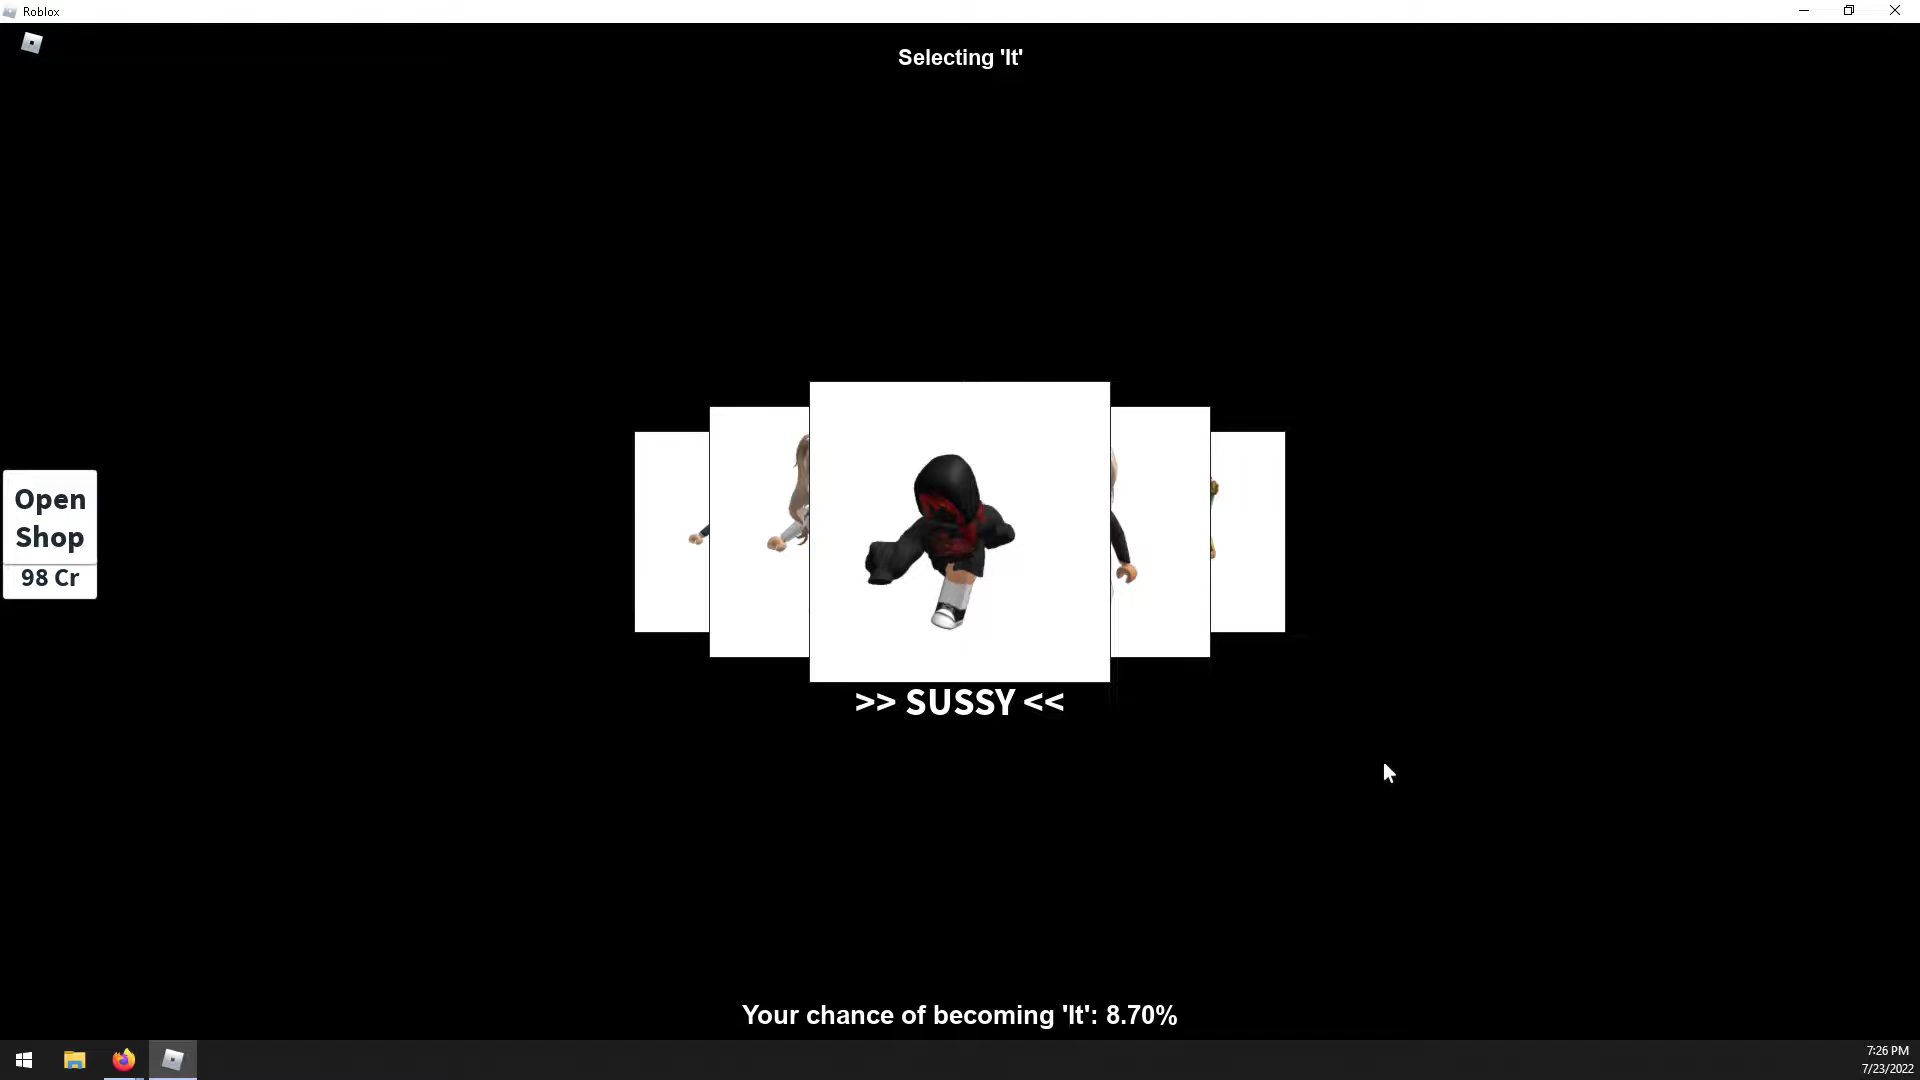 Roblox
Selecting 'It'
Open
Shop
98 Cr
>> SUSSY <<
Your chance of becoming 'It': 8.70%
7:26 PM
7/23/2022